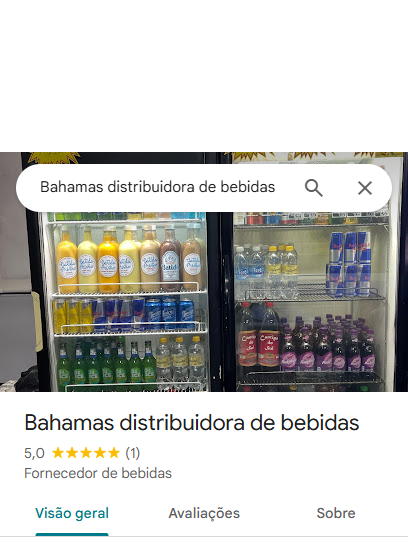 Bahamas distribuidora de bebidas
Bahamas distribuidora de bebidas
5,0 (1)
Fornecedor de bebidas
Visão geral
Avaliações
Sobre